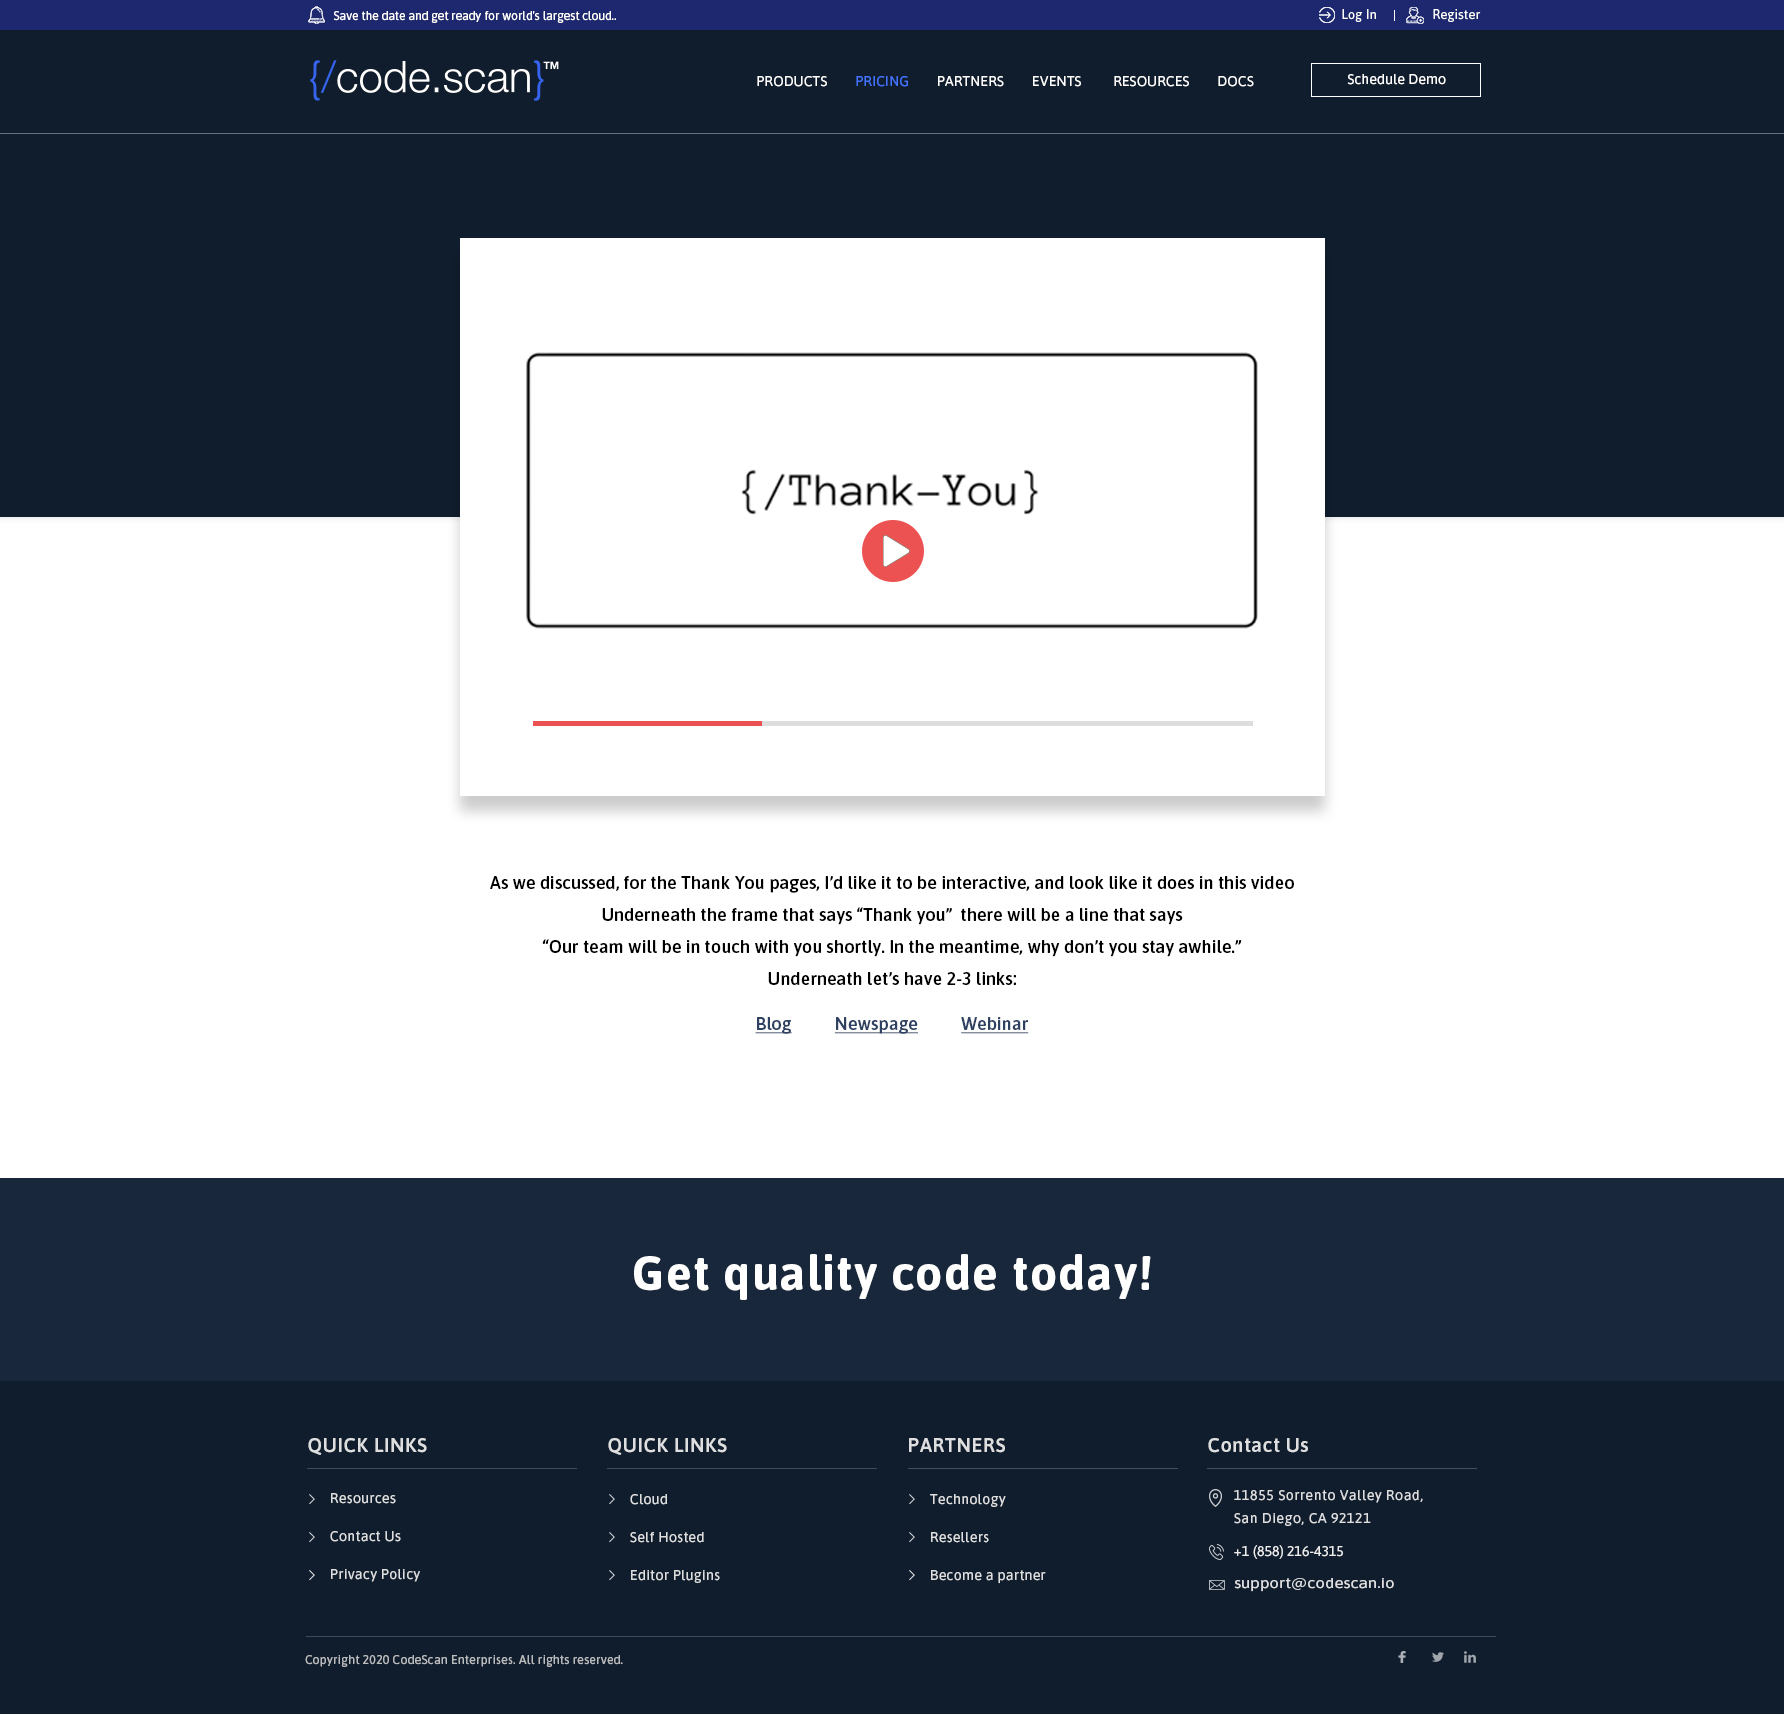 Save the date and get ready for world's largest cloud..
Log In | Register
{/code.scan}™
PRODUCTS PRICING PARTNERS EVENTS RESOURCES DOCS Schedule Demo
{/Thank-You}
As we discussed, for the Thank You pages, I’d like it to be interactive, and look like it does in this video
Underneath the frame that says “Thank you” there will be a line that says
“Our team will be in touch with you shortly. In the meantime, why don’t you stay awhile.”
Underneath let’s have 2-3 links:
Blog Newspage Webinar
Get quality code today!
QUICK LINKS
Resources
Contact Us
Privacy Policy
QUICK LINKS
Cloud
Self Hosted
Editor Plugins
PARTNERS
Technology
Resellers
Become a partner
Contact Us
11855 Sorrento Valley Road,
San Diego, CA 92121
+1 (858) 216-4315
support@codescan.io
Copyright 2020 CodeScan Enterprises. All rights reserved.